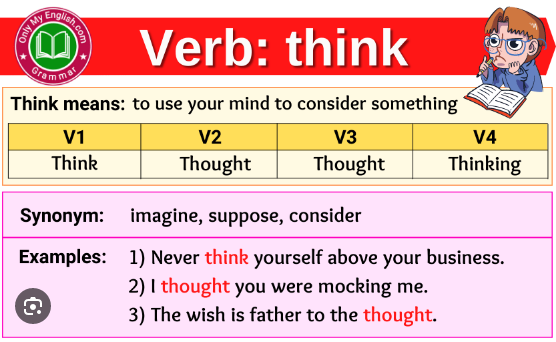 Only My English.com
Grammar
Verb: think
Think means: to use your mind to consider something
V1 V2 V3 V4
Think Thought Thought Thinking
Synonym: imagine, suppose, consider
Examples: 1) Never think yourself above your business.
2) I thought you were mocking me.
3) The wish is father to the thought.